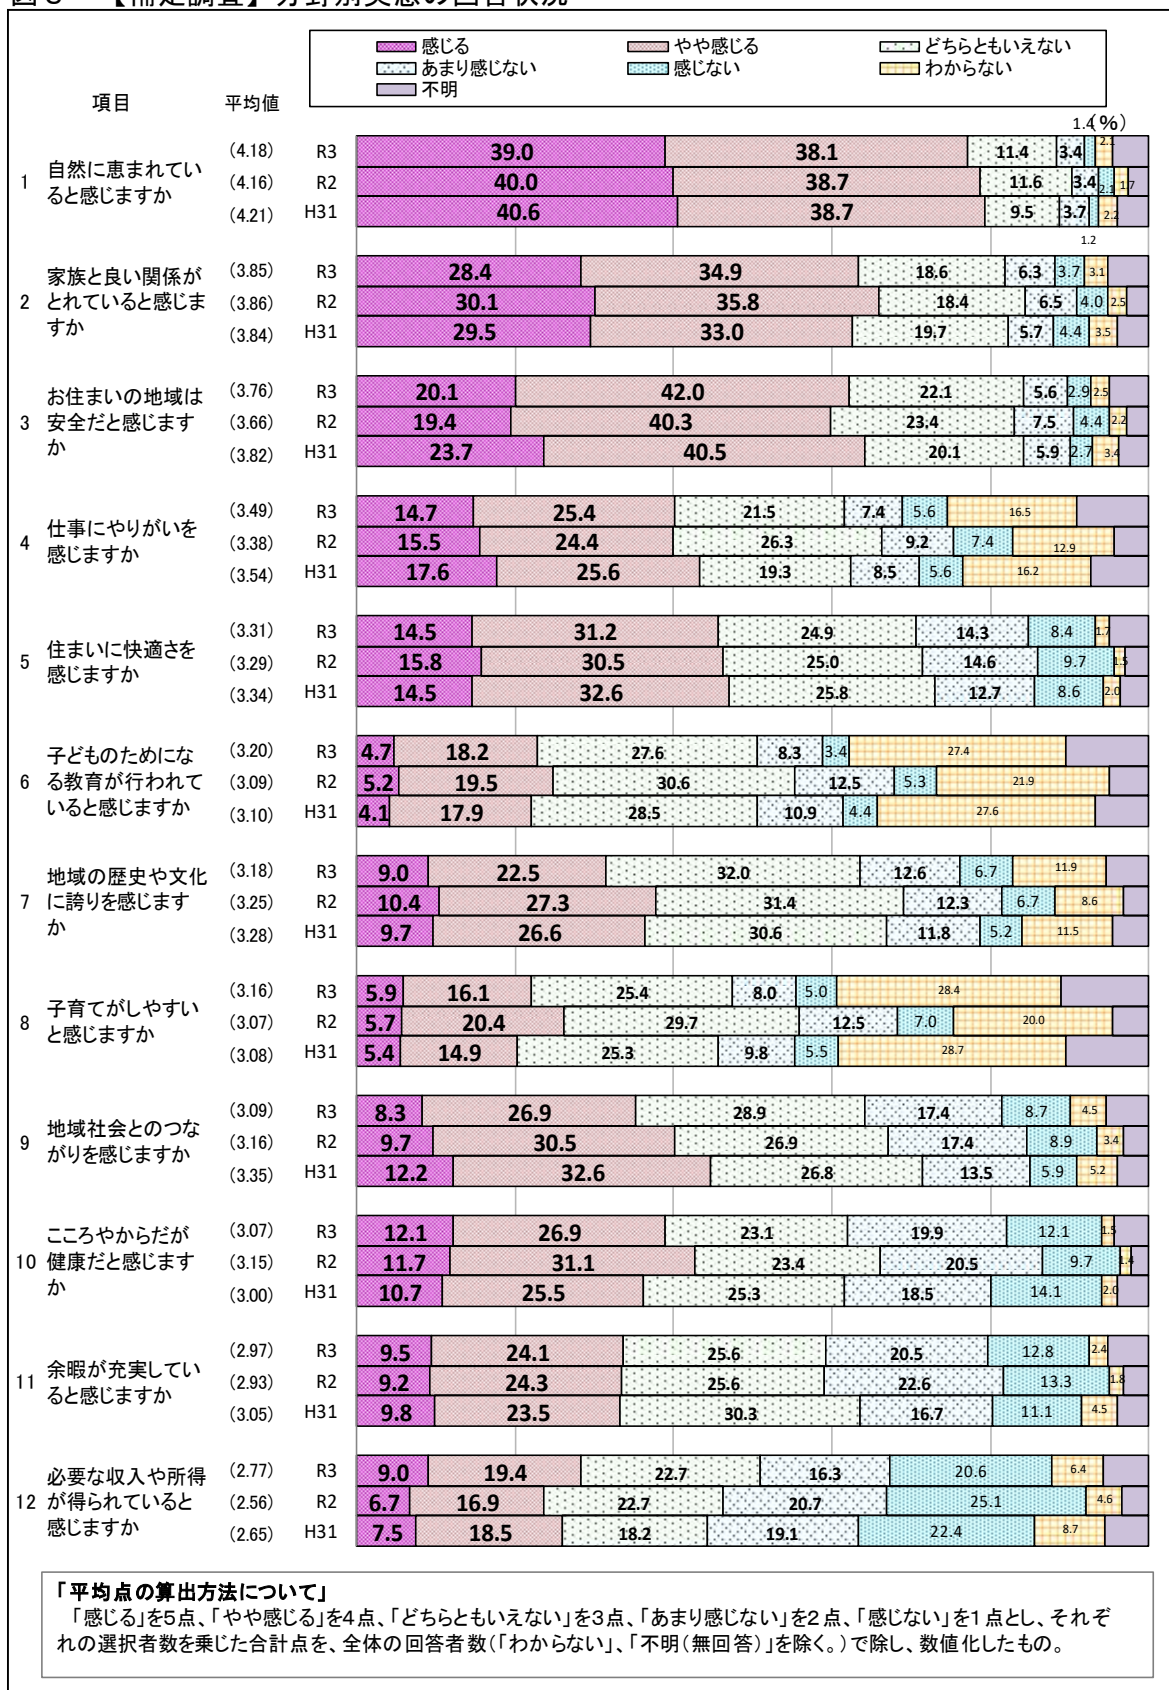 感じる やや感じる どちらともいえない
あまり感じない 感じない わからない
不明
項目 平均値
1.4(%)
1 自然に恵まれてい
ると感じますか
(4.18) R3 39.0 38.1 11.4 3.4 2.1
(4.16) R2 40.0 38.7 11.6 3.4 2.1 1.7
(4.21) H31 40.6 38.7 9.5 3.7 2.2
1.2
2 家族と良い関係が
とれていると感じま
すか
(3.85) R3 28.4 34.9 18.6 6.3 3.7 3.1
(3.86) R2 30.1 35.8 18.4 6.5 4.0 2.5
(3.84) H31 29.5 33.0 19.7 5.7 4.4 3.5
3 お住まいの地域は
安全だと感じます
か
(3.76) R3 20.1 42.0 22.1 5.6 2.9 2.5
(3.66) R2 19.4 40.3 23.4 7.5 4.4 2.2
(3.82) H31 23.7 40.5 20.1 5.9 2.7 3.4
4 仕事にやりがいを
感じますか
(3.49) R3 14.7 25.4 21.5 7.4 5.6 16.5
(3.38) R2 15.5 24.4 26.3 9.2 7.4 12.9
(3.54) H31 17.6 25.6 19.3 8.5 5.6 16.2
5 住まいに快適さを
感じますか
(3.31) R3 14.5 31.2 24.9 14.3 8.4 1.7
(3.29) R2 15.8 30.5 25.0 14.6 9.7 1.5
(3.34) H31 14.5 32.6 25.8 12.7 8.6 2.0
6 子どものためにな
る教育が行われて
いると感じますか
(3.20) R3 4.7 18.2 27.6 8.3 3.4 27.4
(3.09) R2 5.2 19.5 30.6 12.5 5.3 21.9
(3.10) H31 4.1 17.9 28.5 10.9 4.4 27.6
7 地域の歴史や文化
に誇りを感じます
か
(3.18) R3 9.0 22.5 32.0 12.6 6.7 11.9
(3.25) R2 10.4 27.3 31.4 12.3 6.7 8.6
(3.28) H31 9.7 26.6 30.6 11.8 5.2 11.5
8 子育てがしやすい
と感じますか
(3.16) R3 5.9 16.1 25.4 8.0 5.0 28.4
(3.07) R2 5.7 20.4 29.7 12.5 7.0 20.0
(3.08) H31 5.4 14.9 25.3 9.8 5.5 28.7
9 地域社会とのつな
がりを感じますか
(3.09) R3 8.3 26.9 28.9 17.4 8.7 4.5
(3.16) R2 9.7 30.5 26.9 17.4 8.9 3.4
(3.35) H31 12.2 32.6 26.8 13.5 5.9 5.2
10 こころやからだが
健康だと感じます
か
(3.07) R3 12.1 26.9 23.1 19.9 12.1 1.5
(3.15) R2 11.7 31.1 23.4 20.5 9.7 1.4
(3.00) H31 10.7 25.5 25.3 18.5 14.1 2.0
11 余暇が充実してい
ると感じますか
(2.97) R3 9.5 24.1 25.6 20.5 12.8 2.4
(2.93) R2 9.2 24.3 25.6 22.6 13.3 1.8
(3.05) H31 9.8 23.5 30.3 16.7 11.1 4.5
12 必要な収入や所得
が得られていると
感じますか
(2.77) R3 9.0 19.4 22.7 16.3 20.6 6.4
(2.56) R2 6.7 16.9 22.7 20.7 25.1 4.6
(2.65) H31 7.5 18.5 18.2 19.1 22.4 8.7
「平均点の算出方法について」
「感じる」を5点、「やや感じる」を4点、「どちらともいえない」を3点、「あまり感じない」を2点、「感じない」を1点とし、それぞ
れの選択者数を乗じた合計点を、全体の回答者数(「わからない」、「不明(無回答)」を除く。)で除し、数値化したもの。